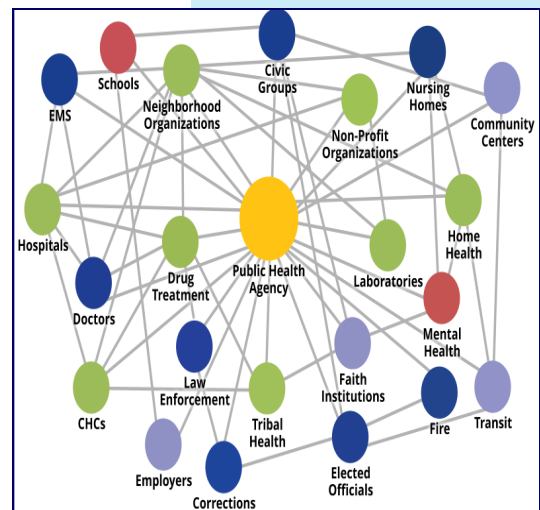 Civic
Groups
Schools
Nursing
Homes
EMS
Neighborhood
Organizations
Non-Profit
Organizations
Community
Centers
Hospitals
Drug
Treatment
Public Health
Agency
Laboratories
Home
Health
Doctors
Mental
Health
Law
Enforcement
Faith
Institutions
CHCs
Tribal
Health
Fire
Transit
Employers
Corrections
Elected
Officials